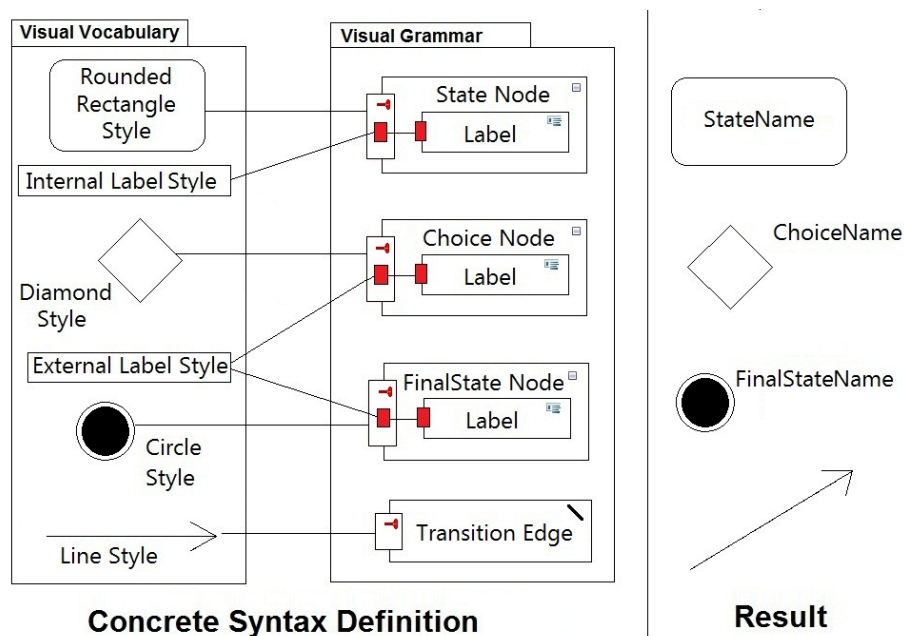 Visual Vocabulary
Rounded
Rectangle
Style
Internal Label Style
Diamond
Style
External Label Style
Circle
Style
Line Style
Visual Grammar
State Node
Label
Choice Node
Label
FinalState Node
Label
Transition Edge
Concrete Syntax Definition
StateName
ChoiceName
FinalStateName
Result